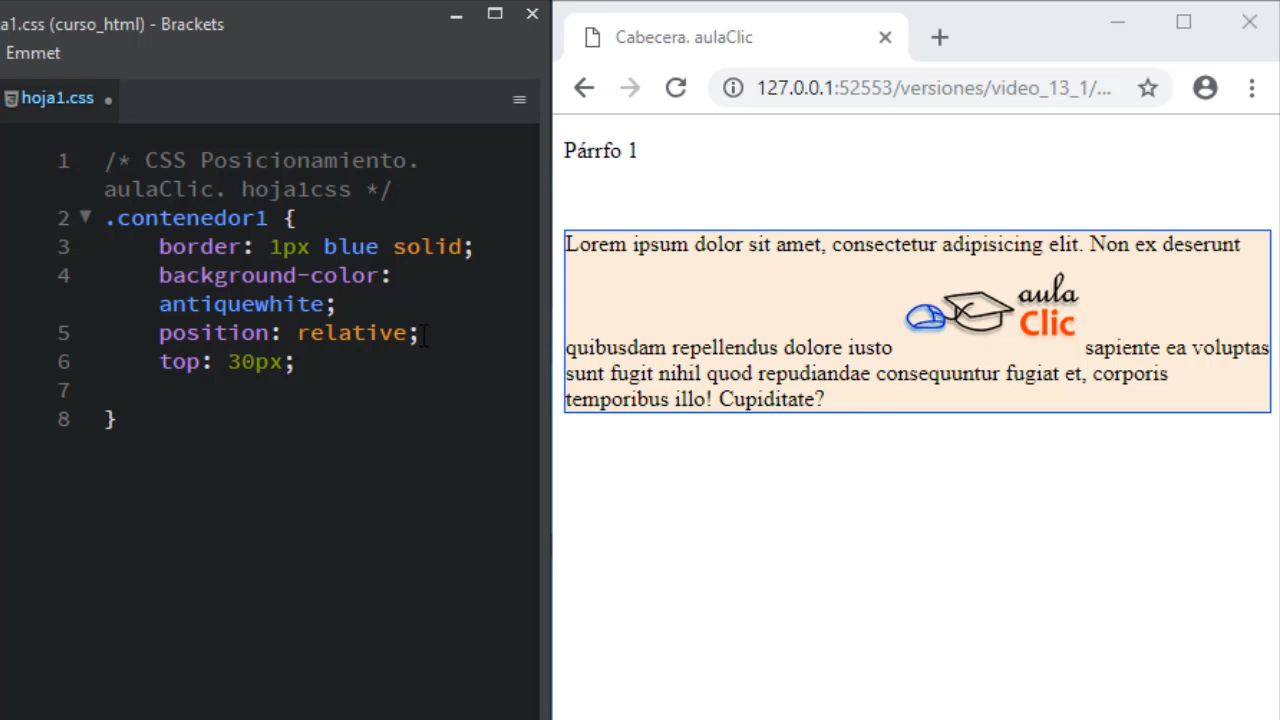 a1.css (curso_html) - Brackets
Emmet
hoja1.css
1 /* CSS Posicionamiento.
aulaClic. hoja1css */
2 .contenedor1 {
3 border: 1px blue solid;
4 background-color:
antiquewhite;
5 position: relative;
6 top: 30px;
7
8 }
Cabecera. aulaClic
127.0.0.1:52553/versiones/video_13_1/...
Párrfo 1
Lorem ipsum dolor sit amet, consectetur adipisicing elit. Non ex deserunt
aula
Clic
quibusdam repellendus dolore iusto sapiente ea voluptas
sunt fugit nihil quod repudiandae consequuntur fugiat et, corporis
temporibus illo! Cupiditate?